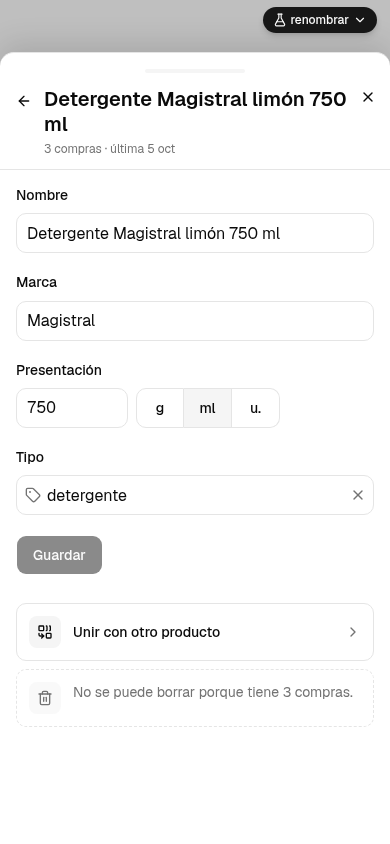 renombrar
Detergente Magistral limón 750
ml
3 compras · última 5 oct
Nombre
Detergente Magistral limón 750 ml
Marca
Magistral
Presentación
750
g
ml
u.
Tipo
detergente
Guardar
Unir con otro producto
No se puede borrar porque tiene 3 compras.